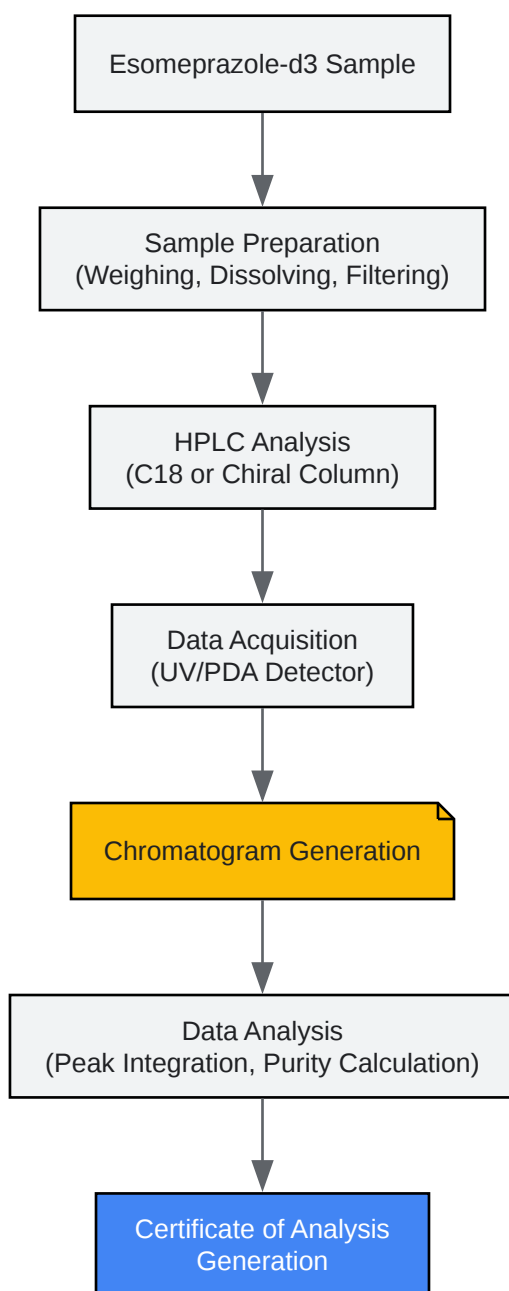 Esomeprazole-d3 Sample
Sample Preparation
(Weighing, Dissolving, Filtering)
HPLC Analysis
(C18 or Chiral Column)
Data Acquisition
(UV/PDA Detector)
Chromatogram Generation
Data Analysis
(Peak Integration, Purity Calculation)
Certificate of Analysis
Generation